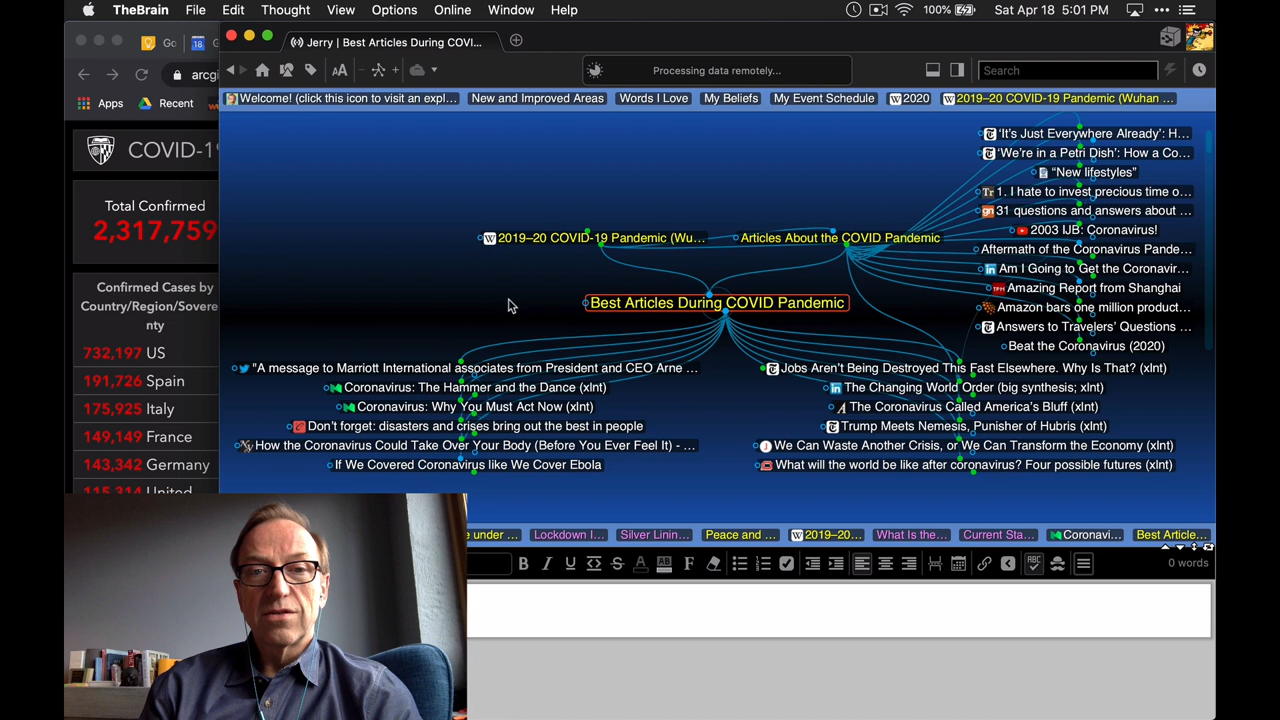 TheBrain File Edit Thought View Options Online Window Help 100% Sat Apr 18 5:01 PM
Jerry | Best Articles During COVI...
Go
18
arcgi
AA
Processing data remotely...
Search
Apps Recent
Welcome! (click this icon to visit an expl... New and Improved Areas Words I Love My Beliefs My Event Schedule 2020 2019–20 COVID-19 Pandemic (Wuhan ...
COVID-19
Total Confirmed
2,317,759
Confirmed Cases by
Country/Region/Sovere
nty
732,197 US
191,726 Spain
175,925 Italy
149,149 France
143,342 Germany
115,314 United
'It's Just Everywhere Already': H...
'We're in a Petri Dish': How a Co...
"New lifestyles"
1. I hate to invest precious time o...
31 questions and answers about ...
2003 IJB: Coronavirus!
Aftermath of the Coronavirus Pande...
Am I Going to Get the Coronavir...
Amazing Report from Shanghai
Amazon bars one million product...
Answers to Travelers' Questions ...
Beat the Coronavirus (2020)
2019–20 COVID-19 Pandemic (Wu... Articles About the COVID Pandemic
Best Articles During COVID Pandemic
"A message to Marriott International associates from President and CEO Arne ...
Coronavirus: The Hammer and the Dance (xlnt)
Coronavirus: Why You Must Act Now (xlnt)
Don't forget: disasters and crises bring out the best in people
How the Coronavirus Could Take Over Your Body (Before You Ever Feel It) - ...
If We Covered Coronavirus like We Cover Ebola
Jobs Aren't Being Destroyed This Fast Elsewhere. Why Is That? (xlnt)
The Changing World Order (big synthesis; xlnt)
The Coronavirus Called America's Bluff (xlnt)
Trump Meets Nemesis, Punisher of Hubris (xlnt)
We Can Waste Another Crisis, or We Can Transform the Economy (xlnt)
What will the world be like after coronavirus? Four possible futures (xlnt)
e under ... Lockdown I... Silver Linin... Peace and ... 2019–20... What Is the... Current Sta... Coronavi... Best Article...
B I U A AB F ABC 0 words